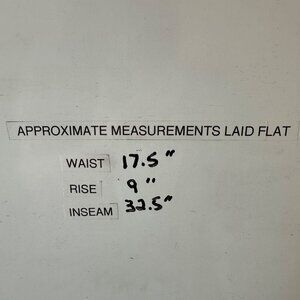 APPROXIMATE MEASUREMENTS LAID FLAT
WAIST 17.5"
RISE 9"
INSEAM 32.5"